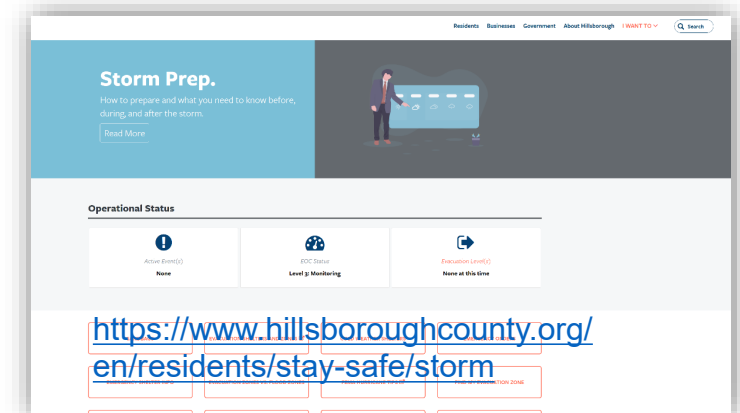 Residents Businesses Government About Hillsborough I WANT TO Search
Storm Prep.
How to prepare and what you need to know before,
during, and after the storm.
Read More
Operational Status
Active Event(s)
None
EOC Status
Level 3: Monitoring
Evacuation Level(s)
None at this time
https://www.hillsboroughcounty.org/
en/residents/stay-safe/storm
EMERGENCY SHELTER INFO
EVACUATION ZONES VS. FLOOD ZONES
FIND MY EVACUATION ZONE